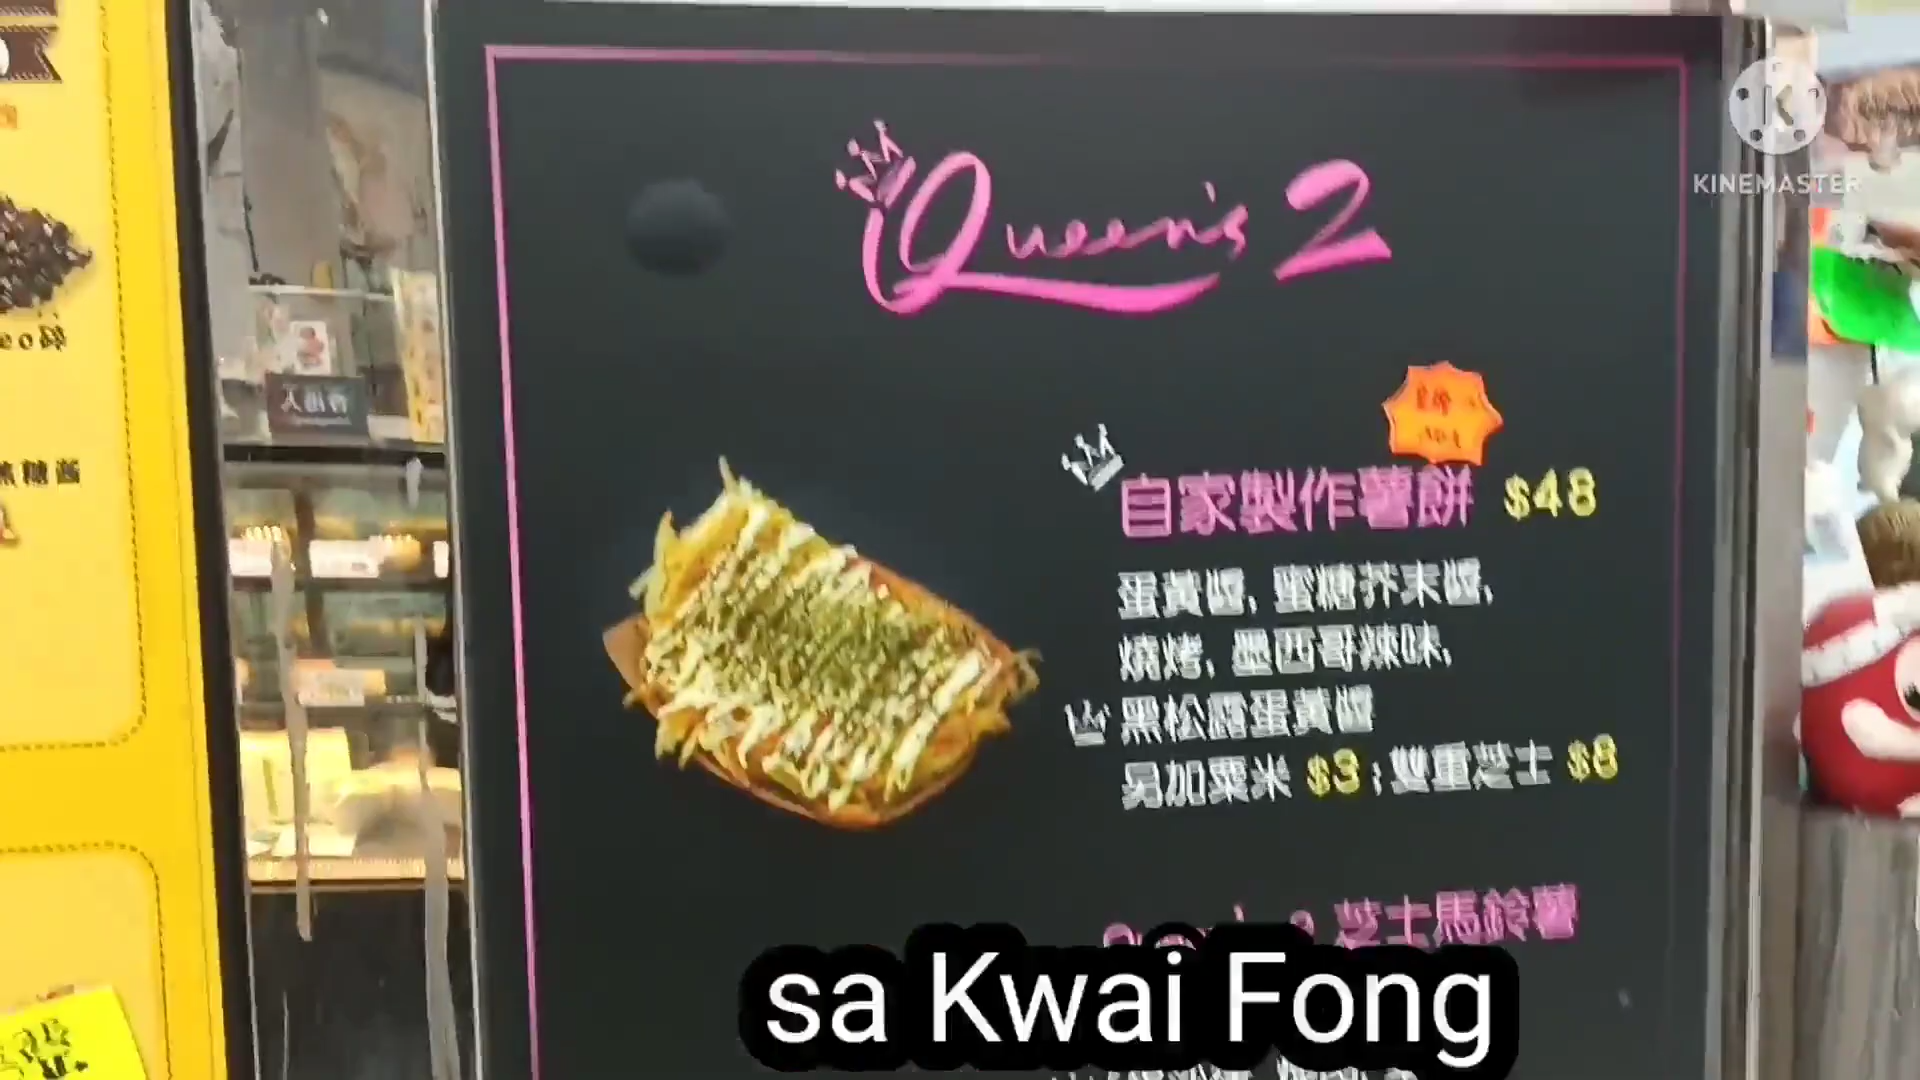 KINEMASTER
Queen's 2
自家製作薯餅 $48
蛋黃醬, 蜜糖芥末醬,
燒烤, 墨西哥辣味,
黑松露蛋黃醬
另加粟米 $3 ; 雙重芝士 $8
芝士馬鈴薯
sa Kwai Fong